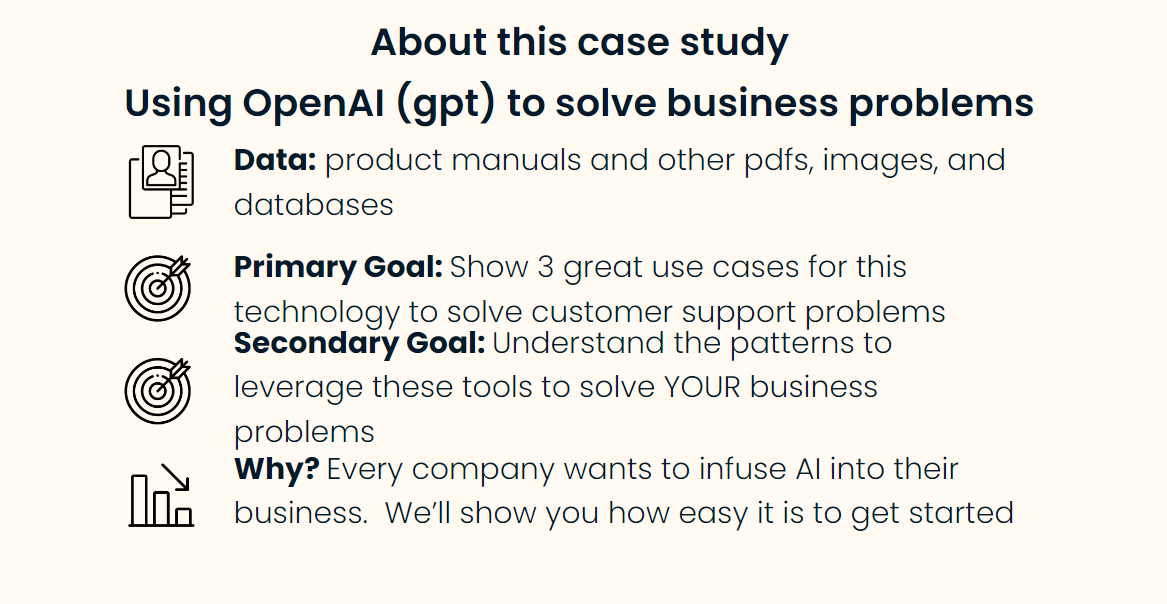 About this case study
Using OpenAI (gpt) to solve business problems
Data: product manuals and other pdfs, images, and
databases
Primary Goal: Show 3 great use cases for this
technology to solve customer support problems
Secondary Goal: Understand the patterns to
leverage these tools to solve YOUR business
problems
Why? Every company wants to infuse AI into their
business.  We’ll show you how easy it is to get started